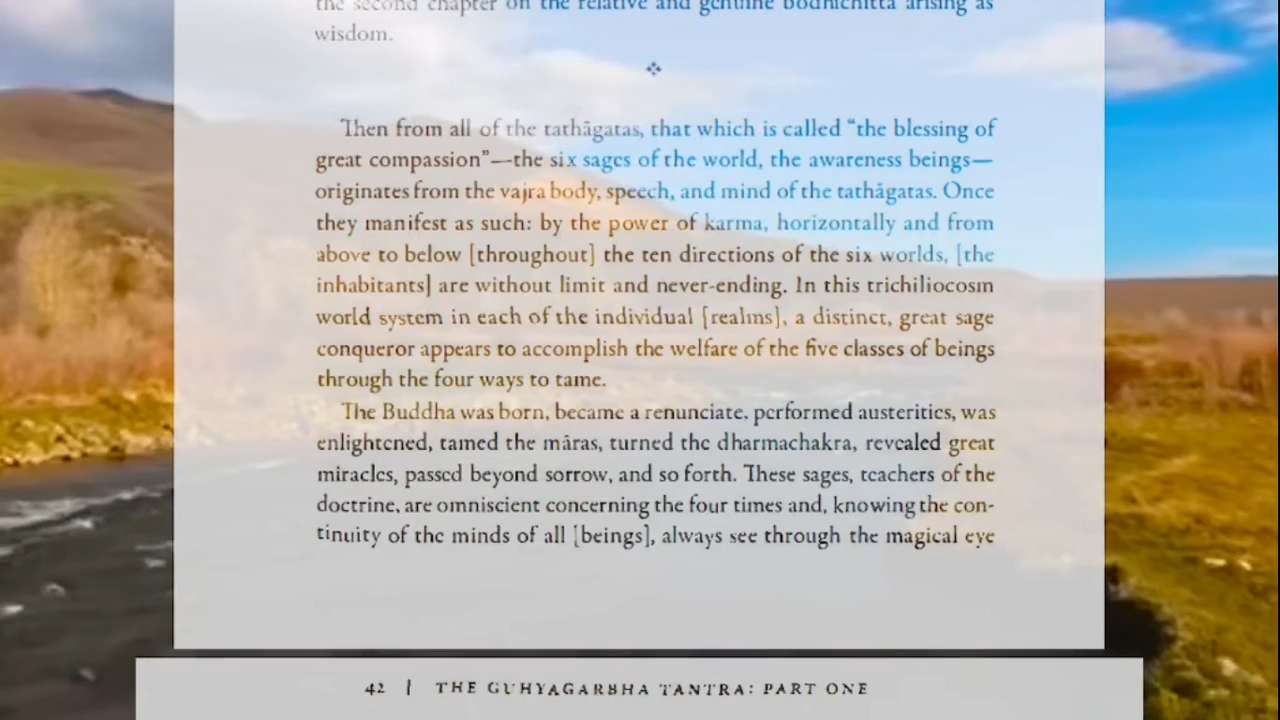 the second chapter on the relative and genuine bodhichitta arising as
wisdom.
Then from all of the tathāgatas, that which is called “the blessing of
great compassion”—the six sages of the world, the awareness beings—
originates from the vajra body, speech, and mind of the tathāgatas. Once
they manifest as such: by the power of karma, horizontally and from
above to below [throughout] the ten directions of the six worlds, [the
inhabitants] are without limit and never-ending. In this trichiliocosm
world system in each of the individual [realms], a distinct, great sage
conqueror appears to accomplish the welfare of the five classes of beings
through the four ways to tame.
The Buddha was born, became a renunciate, performed austerities, was
enlightened, tamed the māras, turned the dharmachakra, revealed great
miracles, passed beyond sorrow, and so forth. These sages, teachers of the
doctrine, are omniscient concerning the four times and, knowing the con-
tinuity of the minds of all [beings], always see through the magical eye
42 | THE GUHYAGARBHA TANTRA: PART ONE